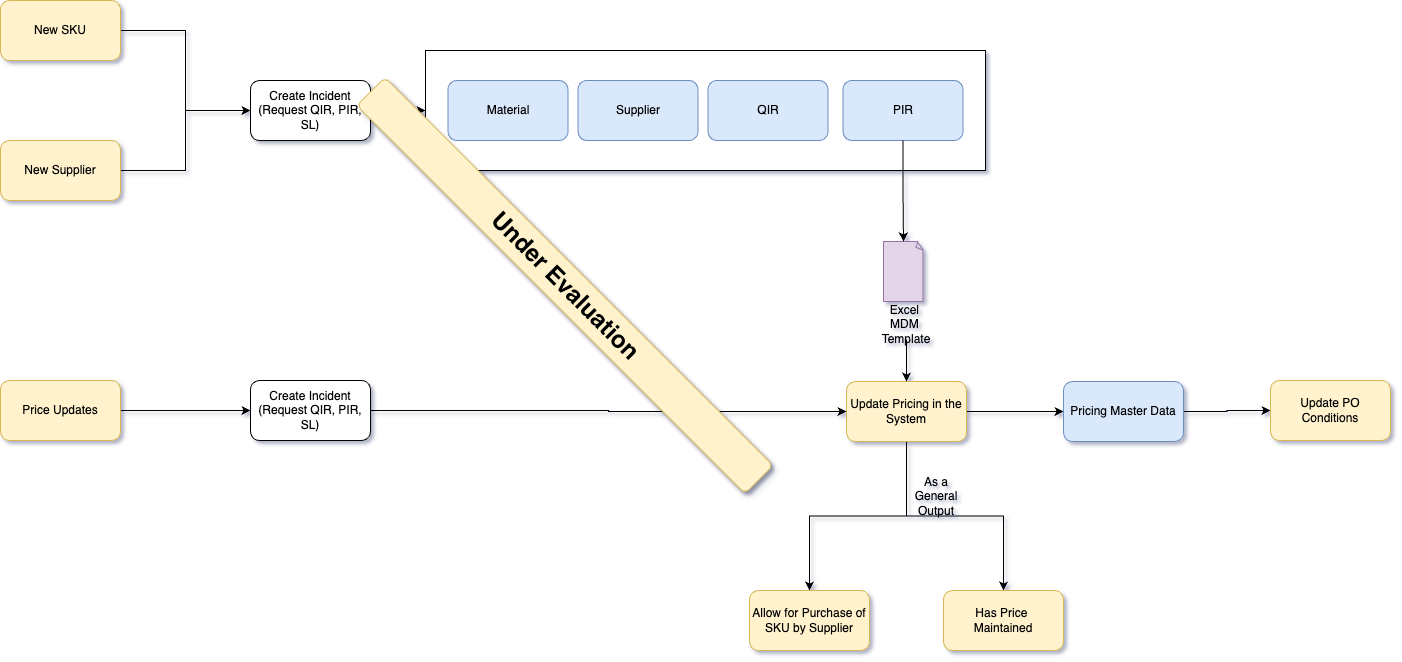 New SKU
Create Incident
(Request QIR, PIR,
SL)
Material
Supplier
QIR
PIR
New Supplier
Under Evaluation
Excel
MDM
Template
Price Updates
Create Incident
(Request QIR, PIR,
SL)
Update Pricing in the
System
Pricing Master Data
Update PO
Conditions
As a
General
Output
Allow for Purchase of
SKU by Supplier
Has Price
Maintained